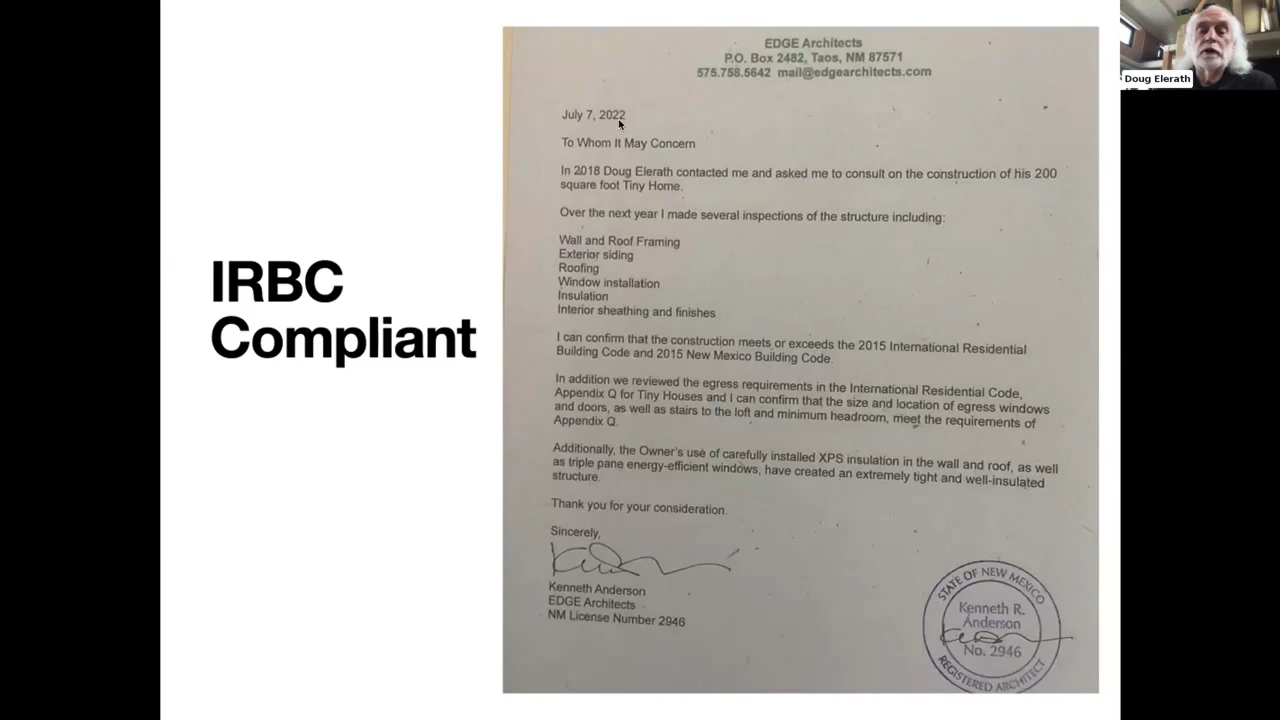 IRBC
Compliant
EDGE Architects
P.O. Box 2482, Taos, NM 87571
575.758.5642 mail@edgearchitects.com
July 7, 2022
To Whom It May Concern
In 2018 Doug Elerath contacted me and asked me to consult on the construction of his 200
square foot Tiny Home.
Over the next year I made several inspections of the structure including:
Wall and Roof Framing
Exterior siding
Roofing
Window installation
Insulation
Interior sheathing and finishes
I can confirm that the construction meets or exceeds the 2015 International Residential
Building Code and 2015 New Mexico Building Code.
In addition we reviewed the egress requirements in the International Residential Code,
Appendix Q for Tiny Houses and I can confirm that the size and location of egress windows
and doors, as well as stairs to the loft and minimum headroom, meet the requirements of
Appendix Q.
Additionally, the Owner's use of carefully installed XPS insulation in the wall and roof, as well
as triple pane energy-efficient windows, have created an extremely tight and well-insulated
structure.
Thank you for your consideration.
Sincerely,
Kenneth Anderson
EDGE Architects
NM License Number 2946
STATE OF NEW MEXICO
Kenneth R.
Anderson
No. 2946
REGISTERED ARCHITECT
Doug Elerath